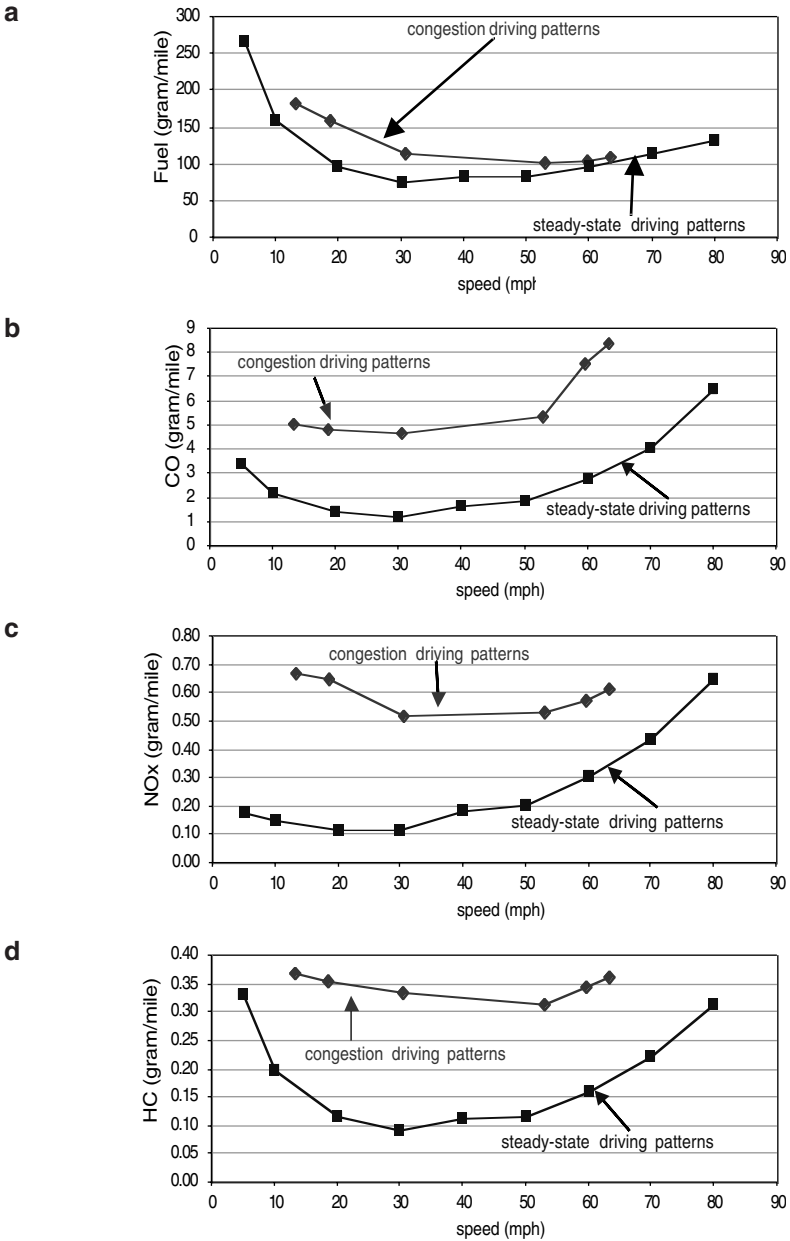 a
300
congestion driving patterns
250
200
150
100
50
steady-state driving patterns
0
Fuel (gram/mile)
0 10 20 30 40 50 60 70 80 90
speed (mph
b
9
8
congestion driving patterns
7
6
5
4
3
2
steady-state driving patterns
1
0
CO (gram/mile)
0 10 20 30 40 50 60 70 80 90
speed (mph)
c
0.80
congestion driving patterns
0.70
0.60
0.50
0.40
0.30
0.20
steady-state driving patterns
0.10
0.00
NOx (gram/mile)
0 10 20 30 40 50 60 70 80 90
speed (mph)
d
0.40
0.35
0.30
0.25
congestion driving patterns
0.20
0.15
0.10
steady-state driving patterns
0.05
0.00
HC (gram/mile)
0 10 20 30 40 50 60 70 80 90
speed (mph)